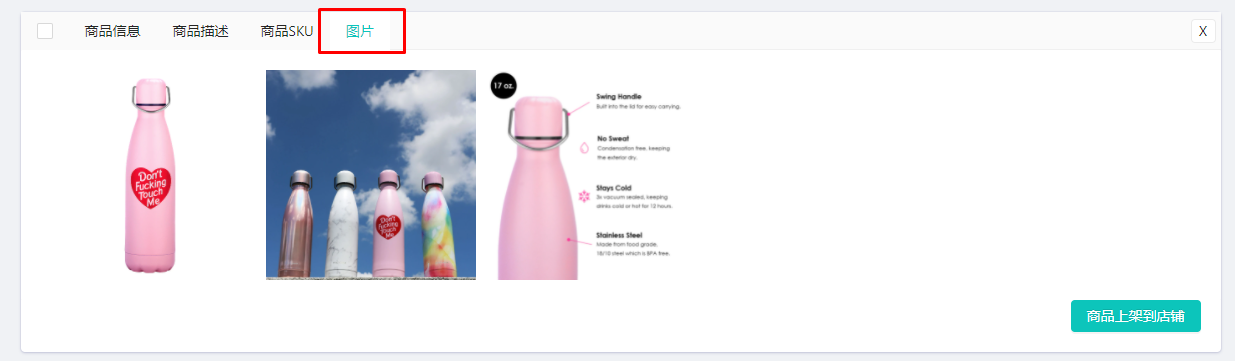 商品信息
商品描述
商品SKU
图片
X
Don't
Fucking
Touch
Me
Don't
Fucking
Touch
Me
17 oz.
Swing Handle
Built into the lid for easy carrying.
No Sweat
Condensation free, keeping
the exterior dry.
Stays Cold
3x vacuum sealed, keeping
drinks cold or hot for 12 hours.
Stainless Steel
Made from food grade,
18/10 steel which is BPA free.
商品上架到店铺